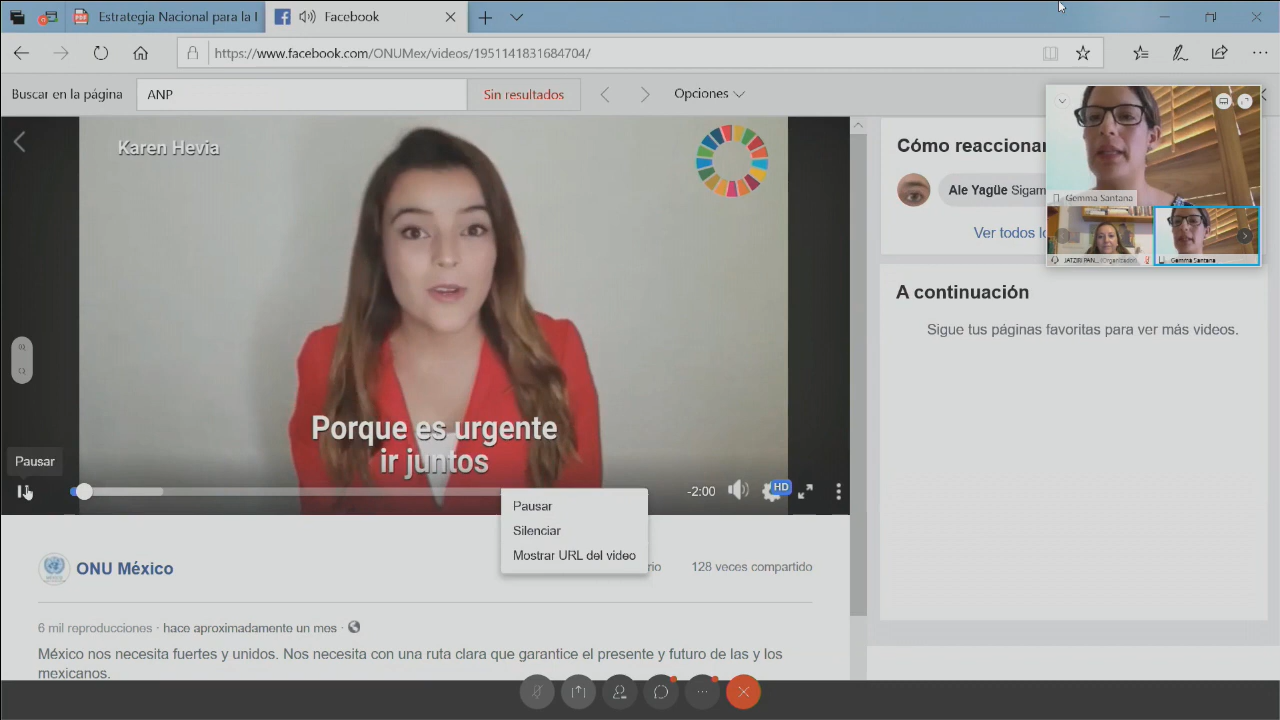 Estrategia Nacional para la I
Facebook
https://www.facebook.com/ONUMex/videos/1951141831684704/
Buscar en la página
ANP
Sin resultados
Opciones
Karen Hevia
Porque es urgente
ir juntos
Pausar
-2:00
HD
Pausar
Silenciar
Mostrar URL del video
ONU México
rio
128 veces compartido
6 mil reproducciones · hace aproximadamente un mes ·
México nos necesita fuertes y unidos. Nos necesita con una ruta clara que garantice el presente y futuro de las y los
mexicanos.
Cómo reaccionar
Ale Yagüe Sigam
Ver todos lo
A continuación
Sigue tus páginas favoritas para ver más videos.
Gemma Santana
JATZIRI PAN... (Organizador)
Gemma Santana